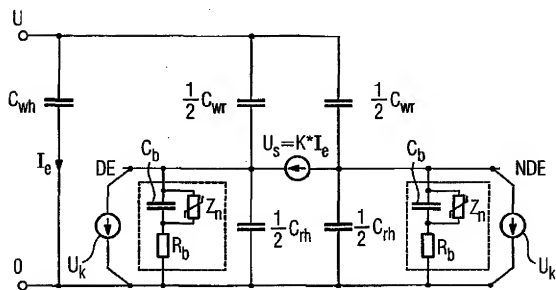 U
C_wh
1/2 C_wr
1/2 C_wr
U_s=K*I_e
I_e
DE
C_b
Z_n
R_b
U_k
1/2 C_rh
1/2 C_rh
C_b
Z_n
R_b
NDE
U_k
0